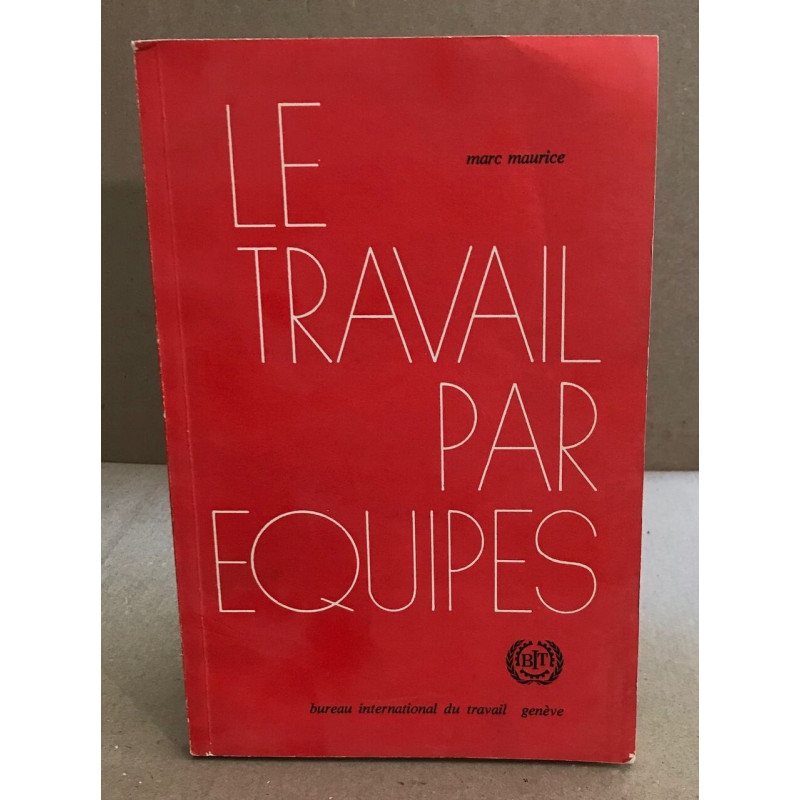 LE
marc maurice
TRAVAIL
PAR
EQUIPES
BIT
bureau international du travail genève